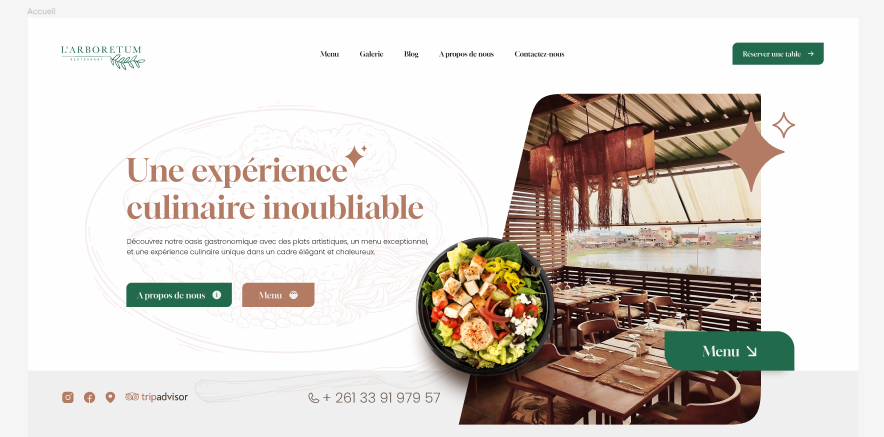 Accueil
L'ARBORETUM
RESTAURANT
Menu
Galerie
Blog
A propos de nous
Contactez-nous
Réserver une table
Une expérience
culinaire inoubliable
Découvrez notre oasis gastronomique avec des plats artistiques, un menu exceptionnel,
et une expérience culinaire unique dans un cadre élégant et chaleureux.
A propos de nous
Menu
Menu
tripadvisor
+ 261 33 91 979 57